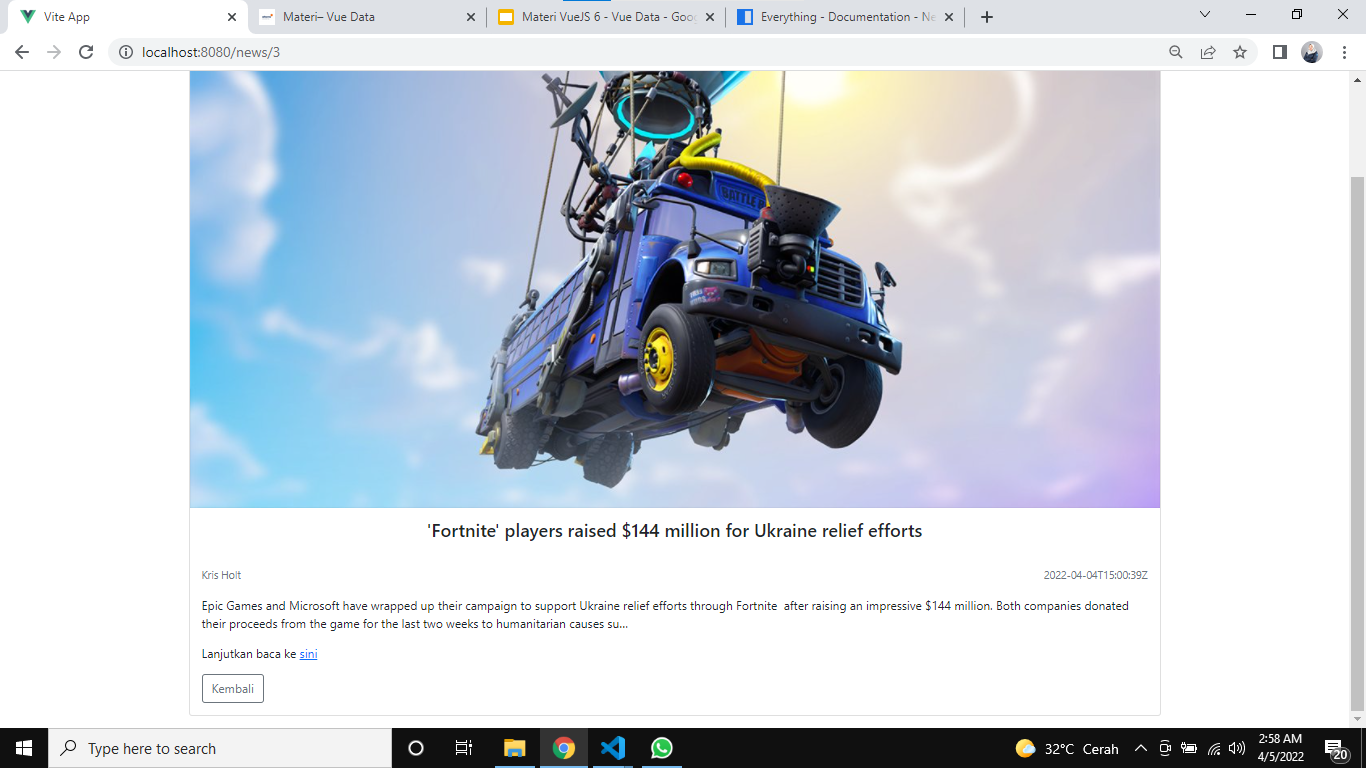 Vite App
Materi– Vue Data
Materi VueJS 6 - Vue Data - Goo
Everything - Documentation - Ne
localhost:8080/news/3
BATTLE
'Fortnite' players raised $144 million for Ukraine relief efforts
Kris Holt
2022-04-04T15:00:39Z
Epic Games and Microsoft have wrapped up their campaign to support Ukraine relief efforts through Fortnite after raising an impressive $144 million. Both companies donated
their proceeds from the game for the last two weeks to humanitarian causes su…
Lanjutkan baca ke sini
Kembali
Type here to search
32°C Cerah
2:58 AM
4/5/2022
20